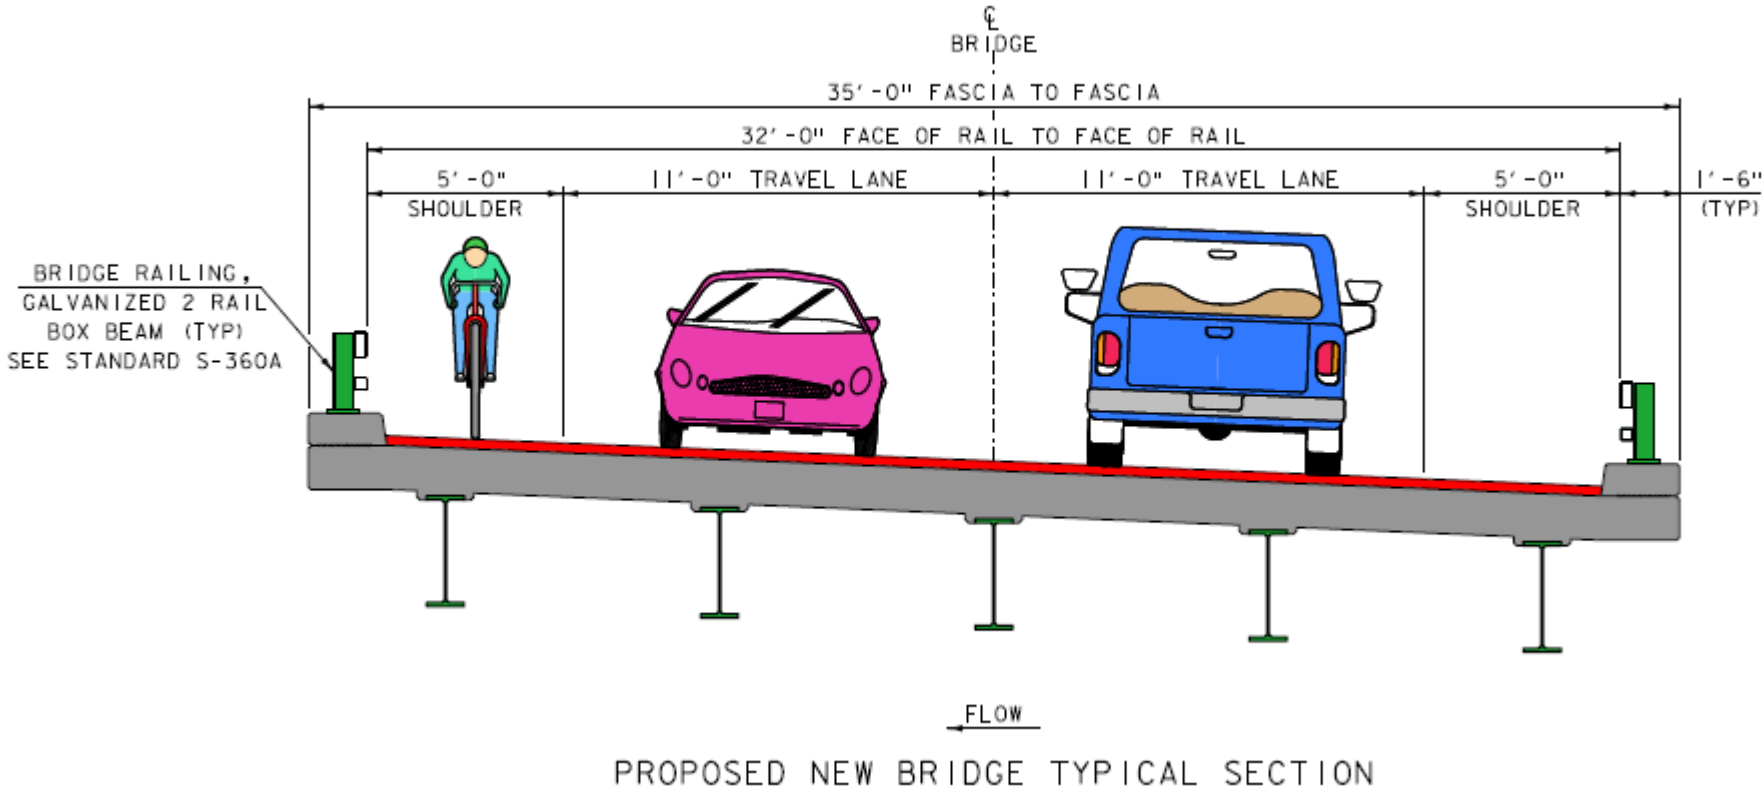 ℄
BRIDGE
35'-0" FASCIA TO FASCIA
32'-0" FACE OF RAIL TO FACE OF RAIL
5'-0"
SHOULDER
11'-0" TRAVEL LANE
11'-0" TRAVEL LANE
5'-0"
SHOULDER
1'-6"
(TYP)
BRIDGE RAILING,
GALVANIZED 2 RAIL
BOX BEAM (TYP)
SEE STANDARD S-360A
FLOW
PROPOSED NEW BRIDGE TYPICAL SECTION